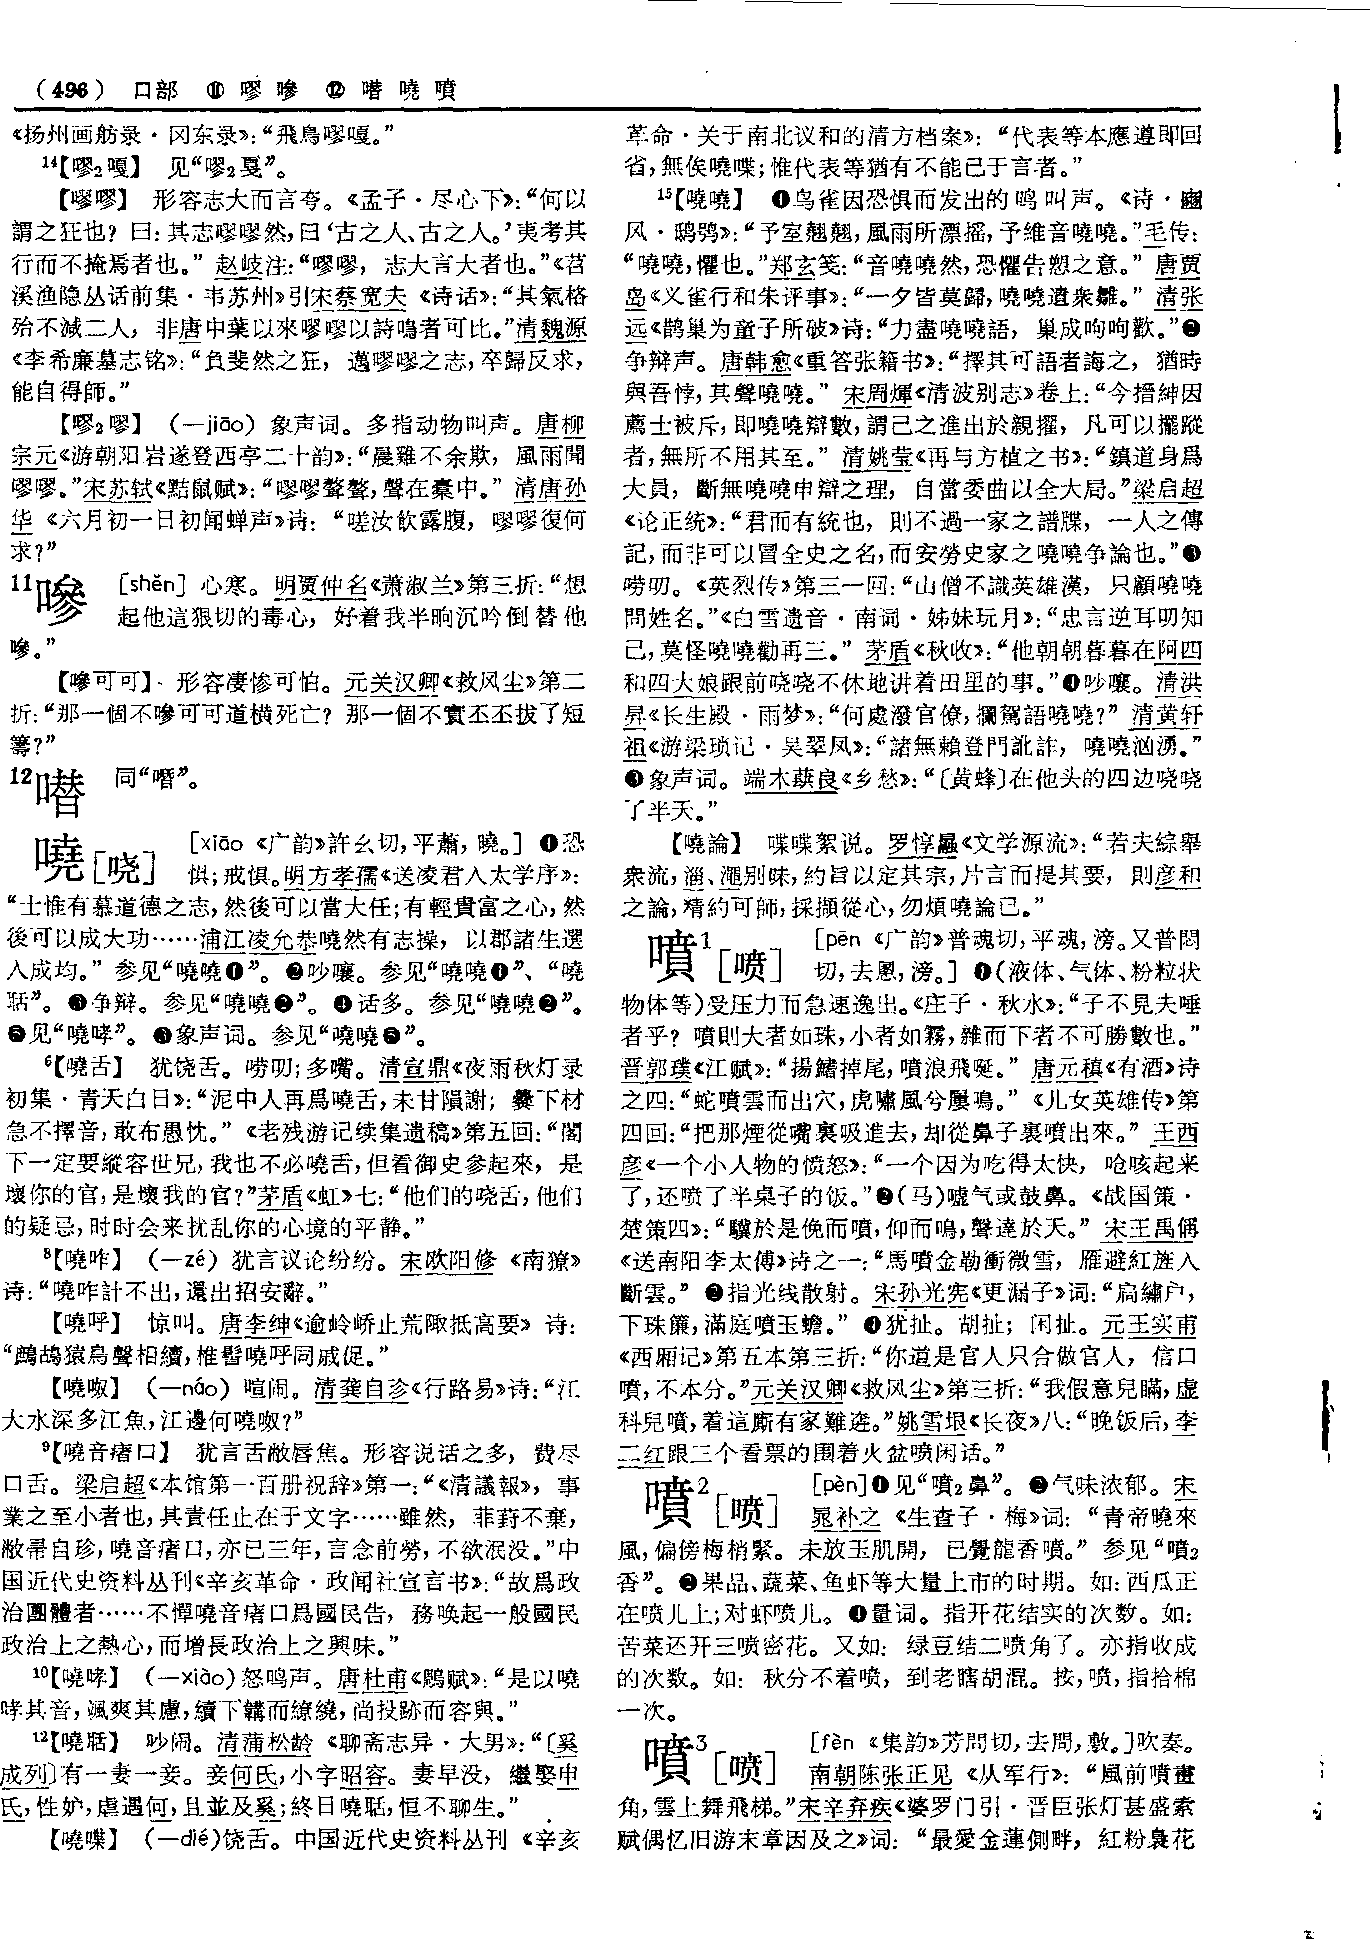 （496） 口部 ⑪ 嘐 嘇 ⑫ 噆 嘵 噴
《扬州画舫录·冈东录》：“飛鳥嘐嘎。”
14【嘐₂嘎】 见“嘐₂戛”。
【嘐嘐】 形容志大而言夸。《孟子·尽心下》：“何以
謂之狂也？曰：其志嘐嘐然，曰‘古之人、古之人。’夷考其
行而不掩焉者也。”赵岐注：“嘐嘐，志大言大者也。”《苕
溪渔隐丛话前集·韦苏州》引宋蔡宽夫《诗话》：“其氣格
殆不減二人，非唐中葉以來嘐嘐以詩鳴者可比。”清魏源
《李希廉墓志铭》：“負斐然之狂，邁嘐嘐之志，卒歸反求，
能自得師。”
【嘐₂嘐】（—jiāo）象声词。多指动物叫声。唐柳
宗元《游朝阳岩遂登西亭二十韵》：“晨雞不余欺，風雨聞
嘐嘐。”宋苏轼《黠鼠赋》：“嘐嘐聱聱，聲在橐中。”清唐孙
华《六月初一日初闻蝉声》诗：“嗟汝飲露腹，嘐嘐復何
求？”
11嘇 ［shěn］心寒。明贾仲名《萧淑兰》第三折：“想
起他這狠切的毒心，好着我半晌沉吟倒替他
嘇。”
【嘇可可】 形容凄惨可怕。元关汉卿《救风尘》第二
折：“那一個不嘇可可道橫死亡？那一個不實丕丕拔了短
籌？”
12噆 同“噆”。
嘵［哓］ ［xiāo《广韵》許幺切，平蕭，曉。］❶恐
惧；戒惧。明方孝孺《送凌君入太学序》：
“士惟有慕道德之志，然後可以當大任；有輕貴富之心，然
後可以成大功……浦江凌允恭嘵然有志操，以郡諸生選
入成均。”参见“嘵嘵❶”。❷吵嚷。参见“嘵嘵❶”、“嘵
聒”。❸争辩。参见“嘵嘵❷”。❹话多。参见“嘵嘵❷”。
❺见“嘵哮”。❻象声词。参见“嘵嘵❺”。
6【嘵舌】 犹饶舌。唠叨；多嘴。清宣鼎《夜雨秋灯录
初集·青天白日》：“泥中人再爲嘵舌，未甘隕謝；爨下材
急不擇音，敢布愚忱。”《老残游记续集遗稿》第五回：“閣
下一定要縱容世兄，我也不必嘵舌，但看御史參起來，是
壞你的官，是壞我的官？”茅盾《虹》七：“他们的哓舌，他们
的疑忌，时时会来扰乱你的心境的平静。”
8【嘵咋】（—zé）犹言议论纷纷。宋欧阳修《南獠》
诗：“嘵咋計不出，還出招安辭。”
【嘵呼】 惊叫。唐李绅《逾岭峤止荒陬抵高要》诗：
“鷓鴣猿鳥聲相續，椎髻嘵呼同戚促。”
【嘵呶】（—náo）喧闹。清龚自珍《行路易》诗：“江
大水深多江魚，江邊何嘵呶？”
9【嘵音瘏口】 犹言舌敝唇焦。形容说话之多，费尽
口舌。梁启超《本馆第一百册祝辞》第一：“《清議報》，事
業之至小者也，其責任止在于文字……雖然，菲葑不棄，
敝帚自珍，嘵音瘏口，亦已三年，言念前勞，不欲泯没。”中
国近代史资料丛刊《辛亥革命·政闻社宣言书》：“故爲政
治團體者……不憚嘵音瘏口爲國民告，務唤起一般國民
政治上之熱心，而增長政治上之興味。”
10【嘵哮】（—xiào）怒鸣声。唐杜甫《鵰赋》：“是以嘵
哮其音，颯爽其慮，續下韝而繚繞，尚投跡而容與。”
12【嘵聒】 吵闹。清蒲松龄《聊斋志异·大男》：“〔奚
成列〕有一妻一妾。妾何氏，小字昭容。妻早没，繼娶申
氏，性妒，虐遇何，且並及奚；終日嘵聒，恒不聊生。”
【嘵喋】（—dié）饶舌。中国近代史资料丛刊《辛亥
革命·关于南北议和的清方档案》：“代表等本應遵即回
省，無俟嘵喋；惟代表等猶有不能已于言者。”
15【嘵嘵】 ❶鸟雀因恐惧而发出的鸣叫声。《诗·豳
风·鸱鸮》：“予室翹翹，風雨所漂摇，予維音嘵嘵。”毛传：
“嘵嘵，懼也。”郑玄笺：“音嘵嘵然，恐懼告愬之意。”唐贾
岛《义雀行和朱评事》：“一夕皆莫歸，嘵嘵遺衆雛。”清张
远《鹊巢为童子所破》诗：“力盡嘵嘵語，巢成呴呴歡。”❷
争辩声。唐韩愈《重答张籍书》：“擇其可語者誨之，猶時
與吾悖，其聲嘵嘵。”宋周煇《清波别志》卷上：“今搢紳因
薦士被斥，即嘵嘵辯數，謂己之進出於親擢，凡可以擺蹤
者，無所不用其至。”清姚莹《再与方植之书》：“鎮道身爲
大員，斷無嘵嘵申辯之理，自當委曲以全大局。”梁启超
《论正统》：“君而有統也，則不過一家之譜牒，一人之傳
記，而非可以冒全史之名，而安勞史家之嘵嘵争論也。”❸
唠叨。《英烈传》第三一回：“山僧不識英雄漢，只顧嘵嘵
問姓名。”《白雪遗音·南词·姊妹玩月》：“忠言逆耳叨知
己，莫怪嘵嘵勸再三。”茅盾《秋收》：“他朝朝暮暮在阿四
和四大娘跟前哓哓不休地讲着田里的事。”❹吵嚷。清洪
昇《长生殿·雨梦》：“何處潑官僚，攔駕語嘵嘵？”清黄轩
祖《游梁琐记·吴翠凤》：“諸無賴登門訛詐，嘵嘵汹湧。”
❺象声词。端木蕻良《乡愁》：“〔黄蜂〕在他头的四边哓哓
了半天。”
【嘵論】 喋喋絮说。罗惇曧《文学源流》：“若夫綜舉
衆流，淄、澠别味，約旨以定其宗，片言而提其要，則彦和
之論，精約可師，採擷從心，勿煩嘵論已。”
噴1［喷］ ［pēn《广韵》普魂切，平魂，滂。又普悶
切，去慁，滂。］❶（液体、气体、粉粒状
物体等）受压力而急速逸出。《庄子·秋水》：“子不見夫唾
者乎？噴則大者如珠，小者如霧，雜而下者不可勝數也。”
晋郭璞《江赋》：“揚鰭掉尾，噴浪飛唌。”唐元稹《有酒》诗
之四：“蛇噴雲而出穴，虎嘯風兮屢鳴。”《儿女英雄传》第
四回：“把那煙從嘴裏吸進去，却從鼻子裏噴出來。”王西
彦《一个小人物的愤怒》：“一个因为吃得太快，呛咳起来
了，还喷了半桌子的饭。”❷（马）嘘气或鼓鼻。《战国策·
楚策四》：“驥於是俛而噴，仰而鳴，聲達於天。”宋王禹偁
《送南阳李太傅》诗之一：“馬噴金勒衝微雪，雁避紅旌入
斷雲。”❸指光线散射。宋孙光宪《更漏子》词：“扃繡户，
下珠簾，滿庭噴玉蟾。”❹犹扯。胡扯；闲扯。元王实甫
《西厢记》第五本第三折：“你道是官人只合做官人，信口
噴，不本分。”元关汉卿《救风尘》第三折：“我假意兒瞞，虚
科兒噴，着這厮有家難逩。”姚雪垠《长夜》八：“晚饭后，李
二红跟三个看票的围着火盆喷闲话。”
噴2［喷］ ［pèn］❶见“噴₂鼻”。❷气味浓郁。宋
晁补之《生查子·梅》词：“青帝曉來
風，偏傍梅梢緊。未放玉肌開，已覺龍香噴。”参见“噴₂
香”。❸果品、蔬菜、鱼虾等大量上市的时期。如：西瓜正
在喷儿上；对虾喷儿。❹量词。指开花结实的次数。如：
苦菜还开三喷密花。又如：绿豆结二喷角了。亦指收成
的次数。如：秋分不着喷，到老瞎胡混。按，喷，指拾棉
一次。
噴3［喷］ ［fèn《集韵》芳問切，去問，敷。］吹奏。
南朝陈张正见《从军行》：“風前噴畫
角，雲上舞飛梯。”宋辛弃疾《婆罗门引·晋臣张灯甚盛索
赋偶忆旧游末章因及之》词：“最愛金蓮側畔，紅粉裊花